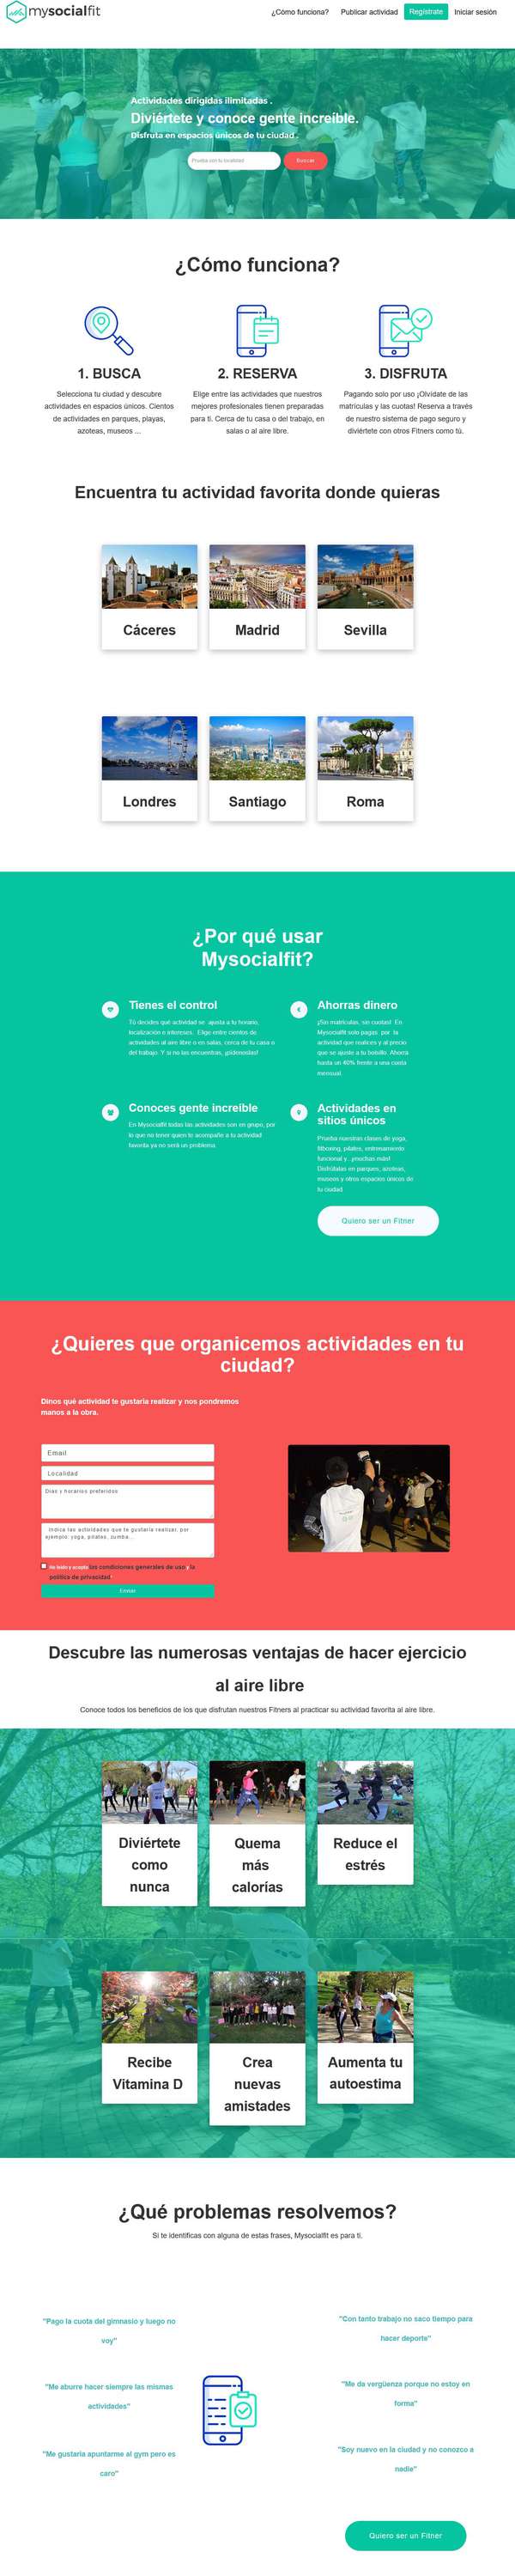 mysocialfit
¿Cómo funciona?
Publicar actividad
Regístrate
Iniciar sesión
Actividades dirigidas ilimitadas .
Diviértete y conoce gente increíble.
Disfruta en espacios únicos de tu ciudad .
Prueba con tu localidad
Buscar
¿Cómo funciona?
1. BUSCA
Selecciona tu ciudad y descubre
actividades en espacios únicos. Cientos
de actividades en parques, playas,
azoteas, museos ...
2. RESERVA
Elige entre las actividades que nuestros
mejores profesionales tienen preparadas
para ti. Cerca de tu casa o del trabajo, en
salas o al aire libre.
3. DISFRUTA
Pagando solo por uso ¡Olvídate de las
matrículas y las cuotas! Reserva a través
de nuestro sistema de pago seguro y
diviértete con otros Fitners como tú.
Encuentra tu actividad favorita donde quieras
Cáceres
Madrid
Sevilla
Londres
Santiago
Roma
¿Por qué usar
Mysocialfit?
Tienes el control
Tú decides qué actividad se ajusta a tu horario,
localización e intereses. Elige entre cientos de
actividades al aire libre o en salas, cerca de tu casa o
del trabajo. Y si no las encuentras, ¡pídenoslas!
Ahorras dinero
¡Sin matrículas, sin cuotas! En
Mysocialfit solo pagas por la
actividad que realices y al precio
que se ajuste a tu bolsillo. Ahorra
hasta un 40% frente a una cuota
mensual.
Conoces gente increíble
En Mysocialfit todas las actividades son en grupo, por
lo que no tener quien te acompañe a tu actividad
favorita ya no será un problema.
Actividades en
sitios únicos
Prueba nuestras clases de yoga,
fitboxing, pilates, entrenamiento
funcional y.. ¡muchas más!
Disfrútalas en parques, azoteas,
museos y otros espacios únicos de
tu ciudad
Quiero ser un Fitner
¿Quieres que organicemos actividades en tu
ciudad?
Dinos qué actividad te gustaría realizar y nos pondremos
manos a la obra.
Email
Localidad
Días y horarios preferidos
Indica las actividades que te gustaría realizar, por
ejemplo: yoga, pilates, zumba...
He leído y acepto las condiciones generales de uso y la
política de privacidad.
Enviar
Descubre las numerosas ventajas de hacer ejercicio
al aire libre
Conoce todos los beneficios de los que disfrutan nuestros Fitners al practicar su actividad favorita al aire libre.
Diviértete
como
nunca
Quema
más
calorías
Reduce el
estrés
Recibe
Vitamina D
Crea
nuevas
amistades
Aumenta tu
autoestima
¿Qué problemas resolvemos?
Si te identificas con alguna de estas frases, Mysocialfit es para ti.
"Pago la cuota del gimnasio y luego no
voy"
"Me aburre hacer siempre las mismas
actividades"
"Me gustaría apuntarme al gym pero es
caro"
"Con tanto trabajo no saco tiempo para
hacer deporte"
"Me da vergüenza porque no estoy en
forma"
"Soy nuevo en la ciudad y no conozco a
nadie"
Quiero ser un Fitner